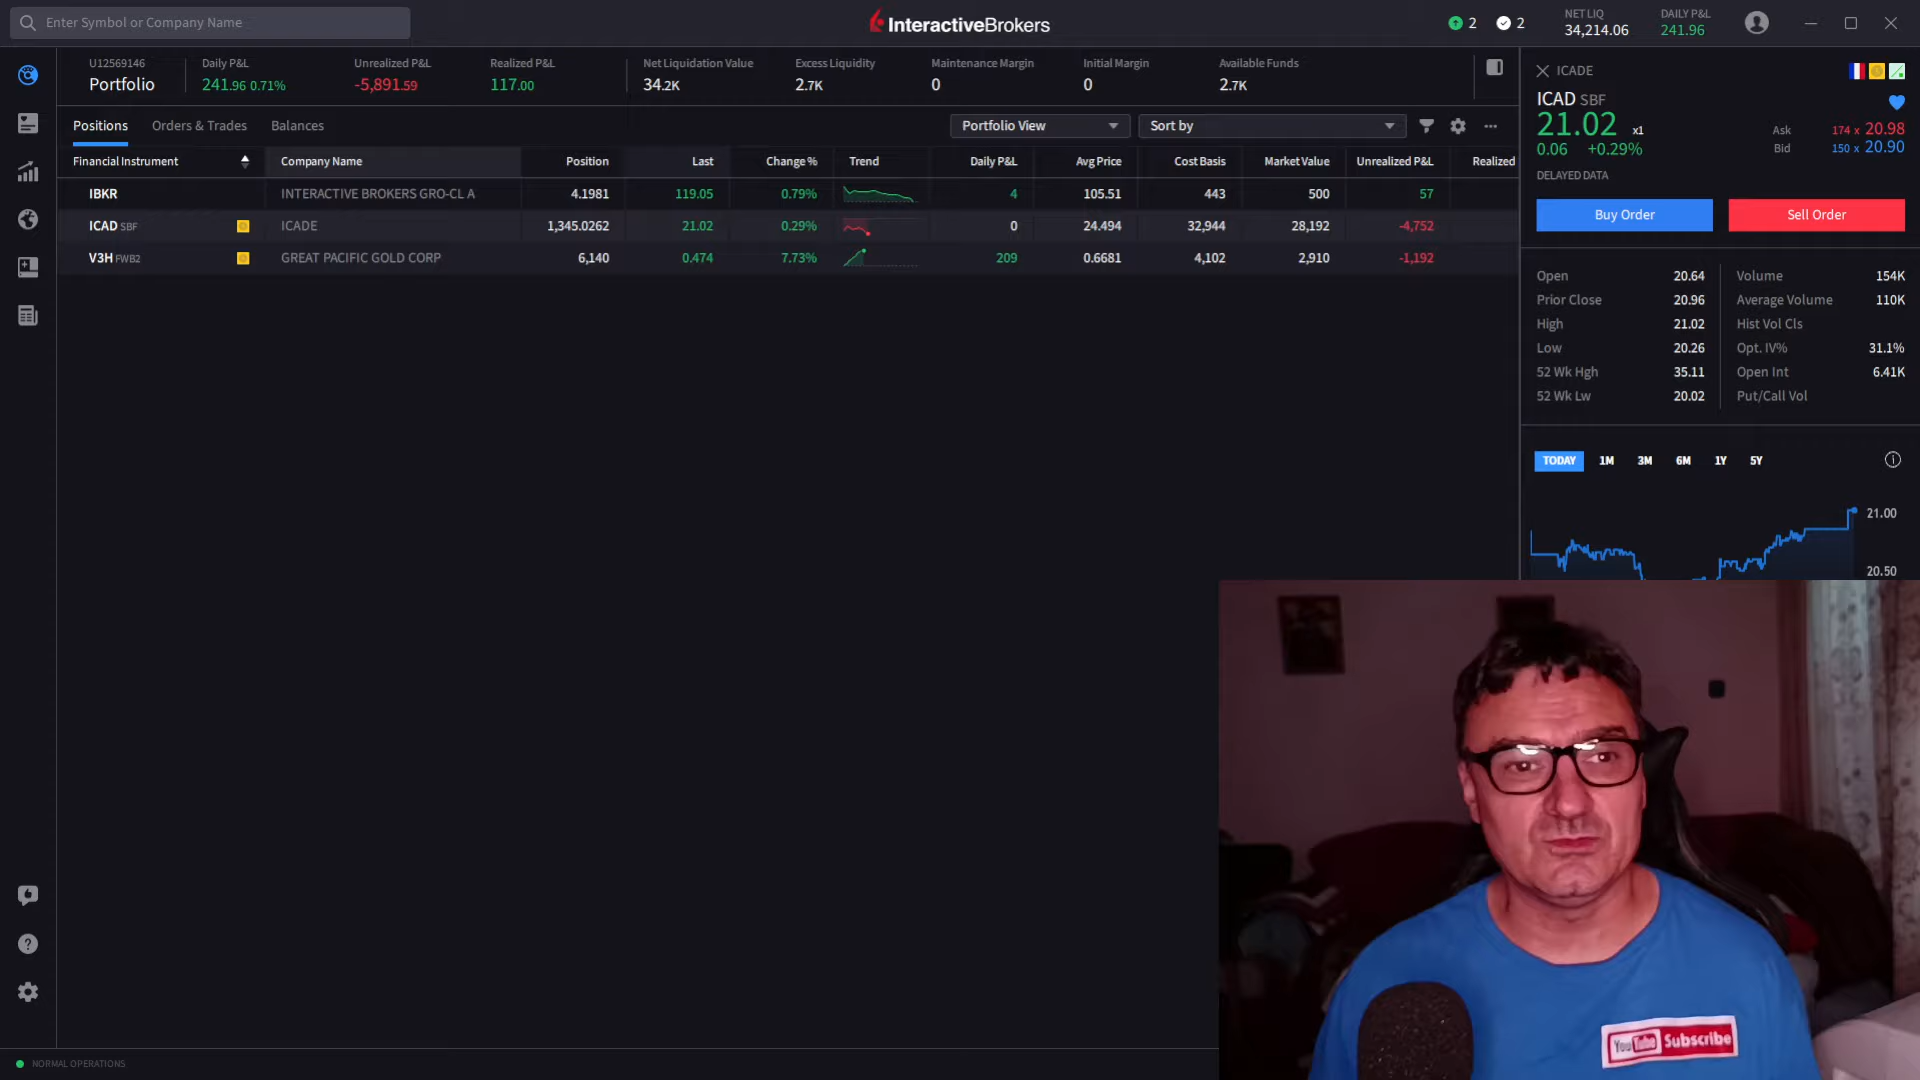 Enter Symbol or Company Name
InteractiveBrokers
2
2
NET LIQ
34,214.06
DAILY P&L
241.96
U12569146
Portfolio
Daily P&L
241.96 0.71%
Unrealized P&L
-5,891.59
Realized P&L
117.00
Net Liquidation Value
34.2K
Excess Liquidity
2.7K
Maintenance Margin
0
Initial Margin
0
Available Funds
2.7K
Positions Orders & Trades Balances
Portfolio View
Sort by
Financial Instrument Company Name Position Last Change % Trend Daily P&L Avg Price Cost Basis Market Value Unrealized P&L Realized
IBKR INTERACTIVE BROKERS GRO-CL A 4.1981 119.05 0.79% 4 105.51 443 500 57
ICAD SBF ICADE 1,345.0262 21.02 0.29% 0 24.494 32,944 28,192 -4,752
V3H FWB2 GREAT PACIFIC GOLD CORP 6,140 0.474 7.73% 209 0.6681 4,102 2,910 -1,192
ICADE
ICAD SBF
21.02 x1
0.06 +0.29%
Ask 174 x 20.98
Bid 150 x 20.90
DELAYED DATA
Buy Order
Sell Order
Open 20.64 Volume 154K
Prior Close 20.96 Average Volume 110K
High 21.02 Hist Vol Cls
Low 20.26 Opt. IV% 31.1%
52 Wk Hgh 35.11 Open Int 6.41K
52 Wk Lw 20.02 Put/Call Vol
TODAY 1M 3M 6M 1Y 5Y
21.00
20.50
YouTube Subscribe
NORMAL OPERATIONS